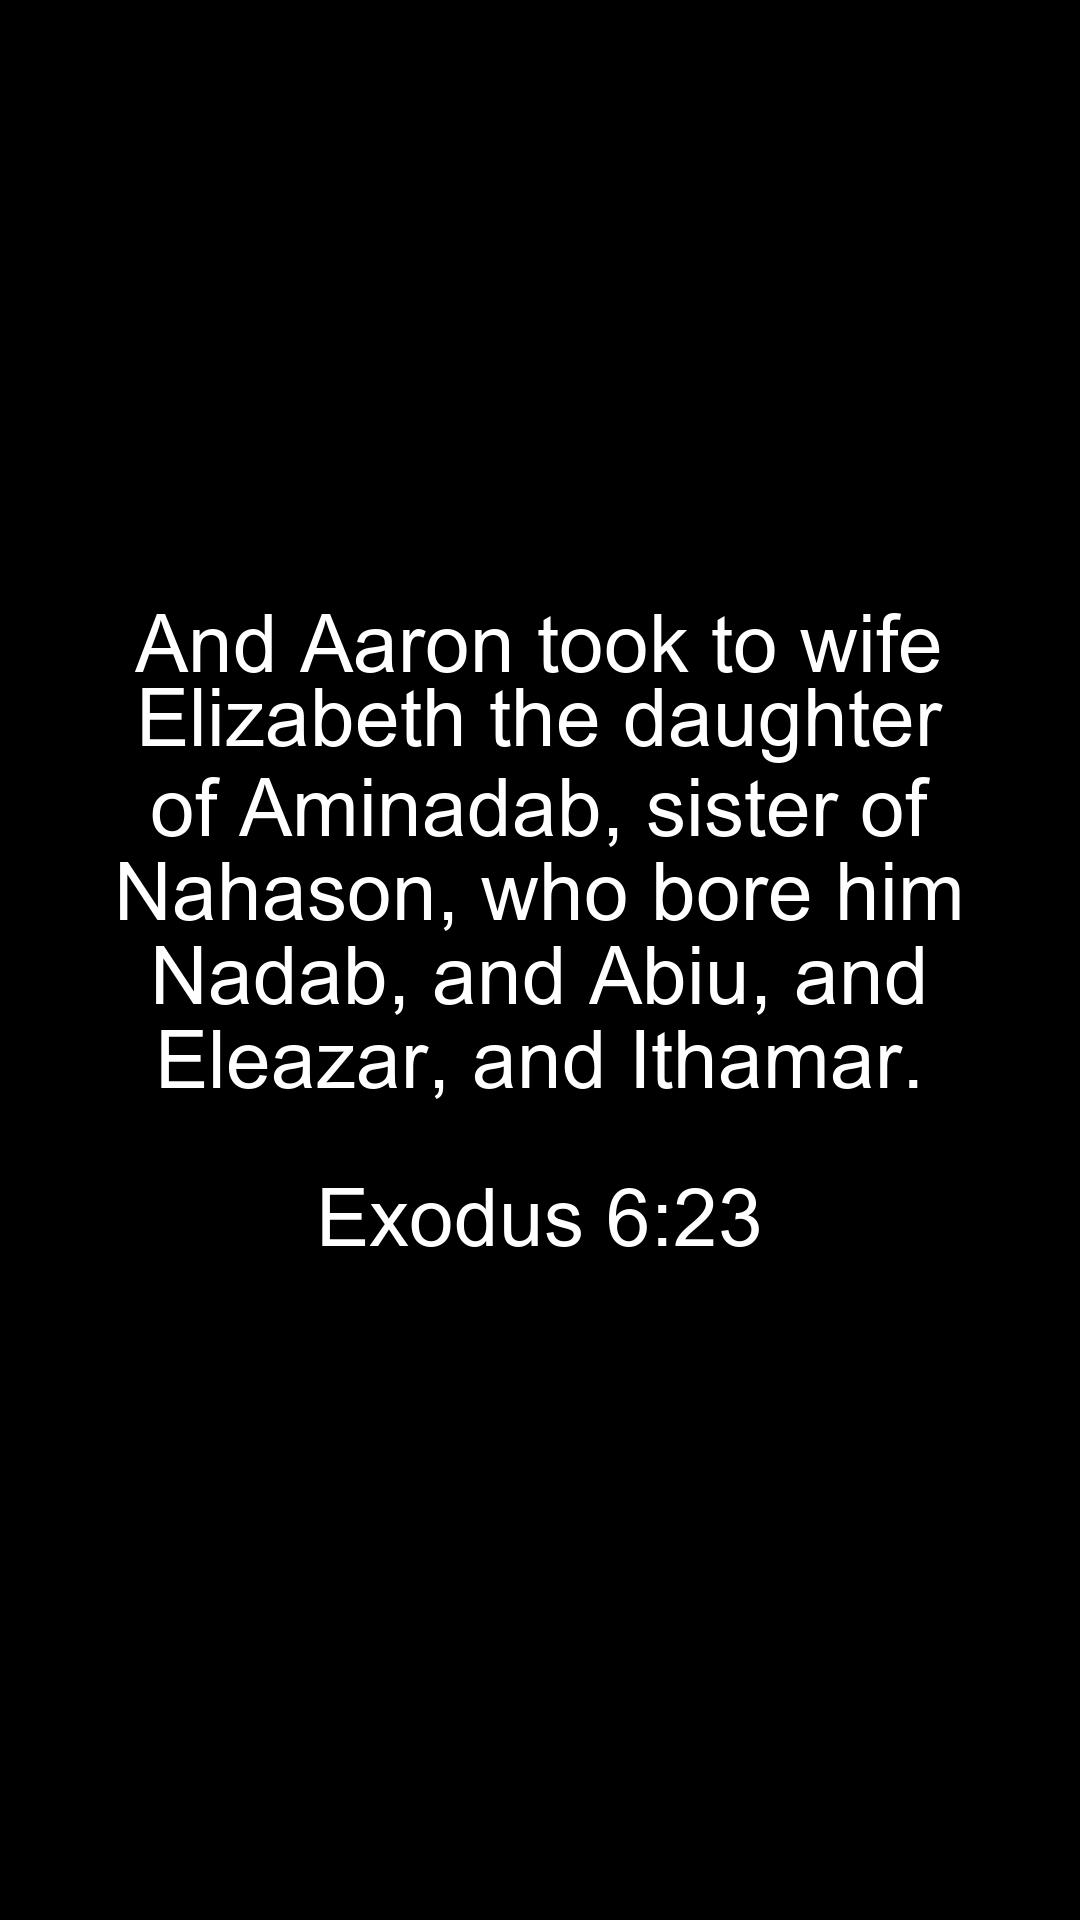 And Aaron took to wife
Elizabeth the daughter
of Aminadab, sister of
Nahason, who bore him
Nadab, and Abiu, and
Eleazar, and Ithamar.
Exodus 6:23